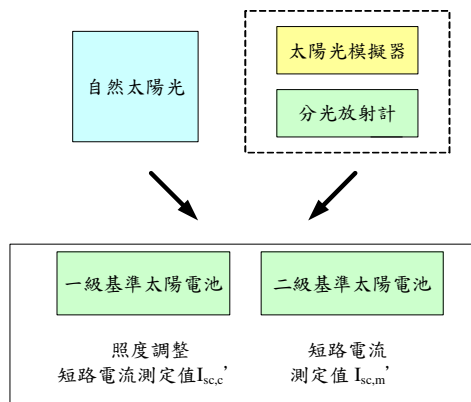 自然太陽光
太陽光模擬器
分光放射計
一級基準太陽電池
二級基準太陽電池
照度調整
短路電流測定值Isc,c’
短路電流
測定值 Isc,m’